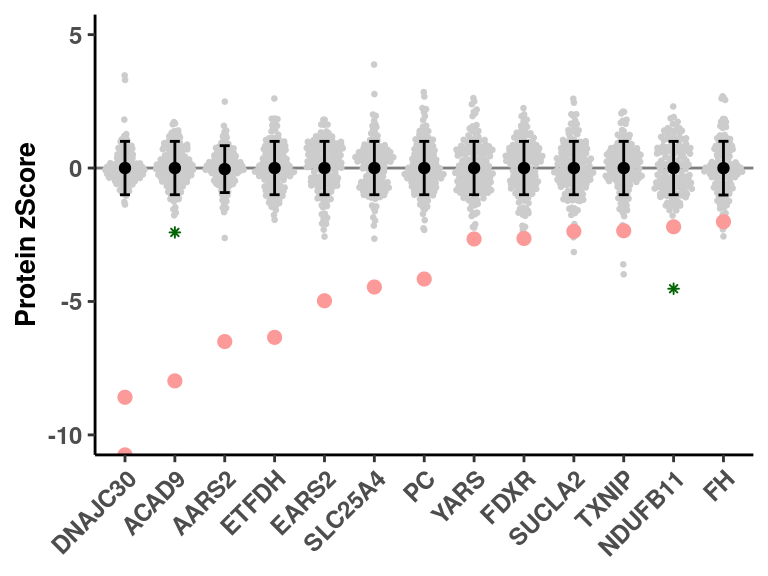 Protein zScore
5
0
-5
-10
DNAJC30
ACAD9
AARS2
ETFDH
EARS2
SLC25A4
PC
YARS
FDXR
SUCLA2
TXNIP
NDUFB11
FH